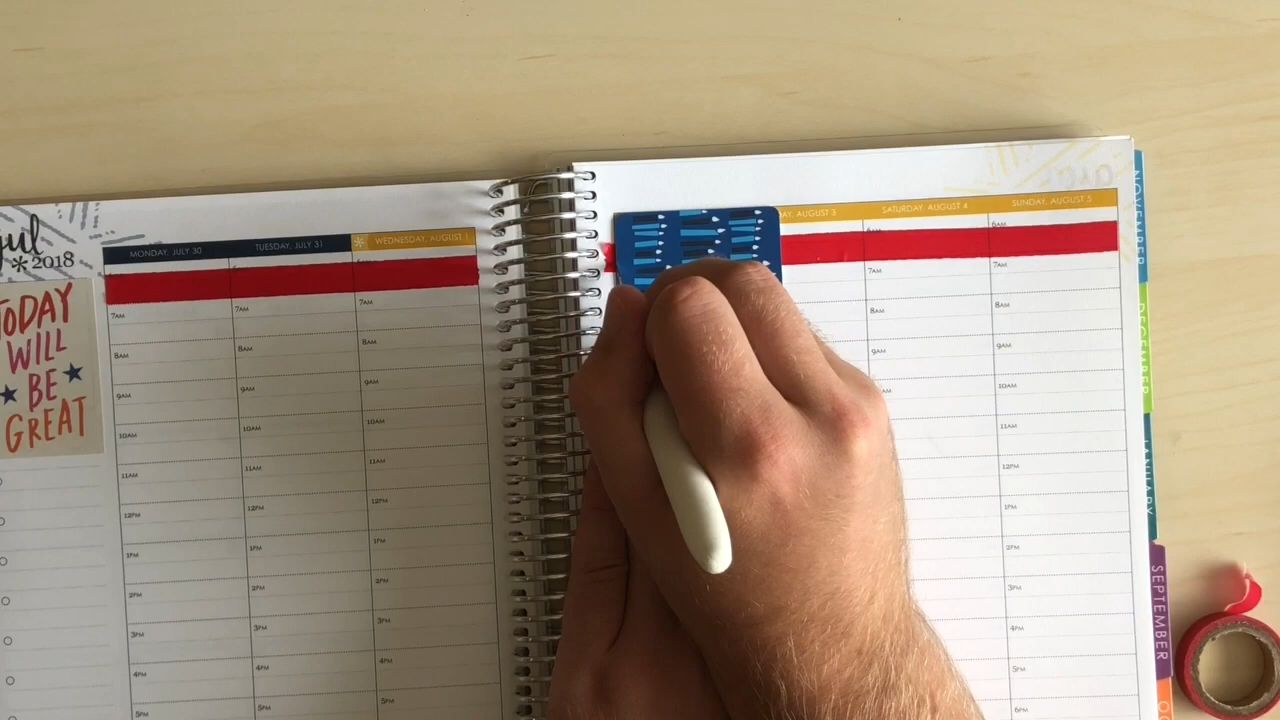 jul
*2018
TODAY
WILL
BE
GREAT
MONDAY, JULY 30
TUESDAY, JULY 31
WEDNESDAY, AUGUST 1
7AM
8AM
9AM
10AM
11AM
12PM
1PM
2PM
3PM
4PM
5PM
7AM
8AM
9AM
10AM
11AM
12PM
1PM
2PM
3PM
4PM
5PM
7AM
8AM
9AM
10AM
11AM
12PM
1PM
2PM
3PM
4PM
5PM
AUGUST 3
SATURDAY, AUGUST 4
SUNDAY, AUGUST 5
7AM
8AM
9AM
6AM
7AM
8AM
9AM
10AM
11AM
12PM
1PM
2PM
3PM
4PM
5PM
6PM
NOVEMBER
DECEMBER
JANUARY
SEPTEMBER